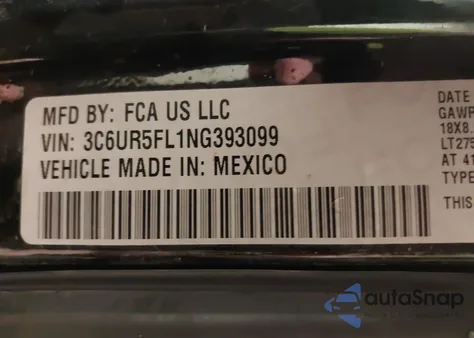 MFD BY: FCA US LLC
VIN: 3C6UR5FL1NG393099
VEHICLE MADE IN: MEXICO
DATE
GAWR
18X8.
LT275
AT 41
TYPE
THIS
autoSnap